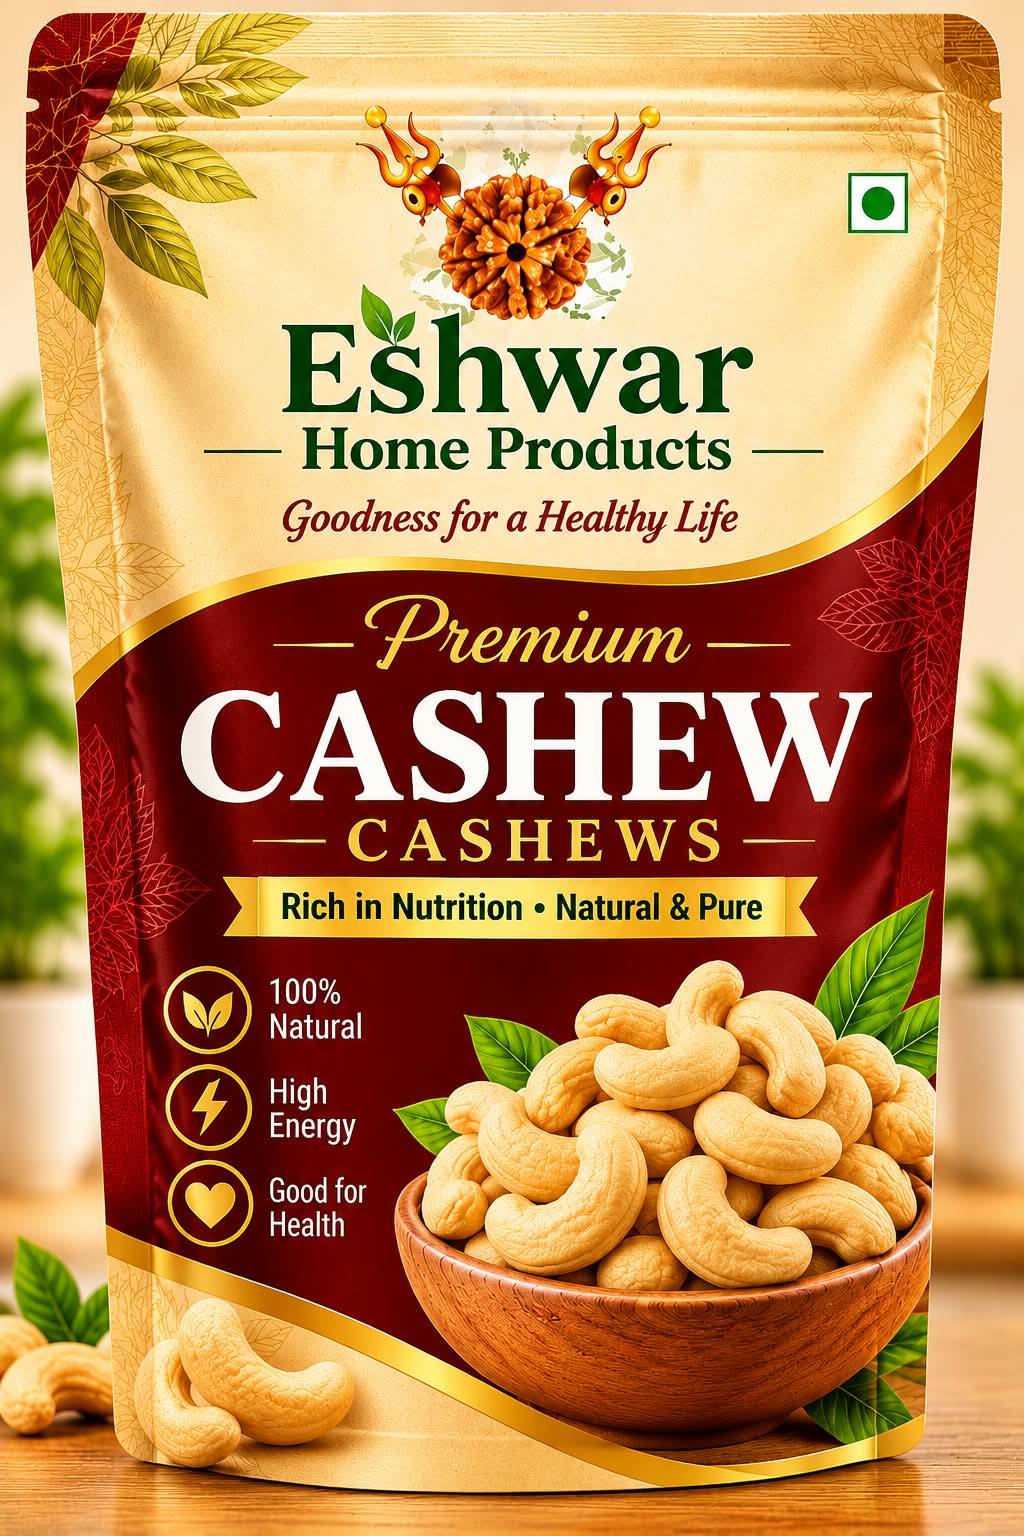 Eshwar
Home Products
Goodness for a Healthy Life
Premium
CASHEW
CASHEWS
Rich in Nutrition • Natural & Pure
100%
Natural
High
Energy
Good for
Health